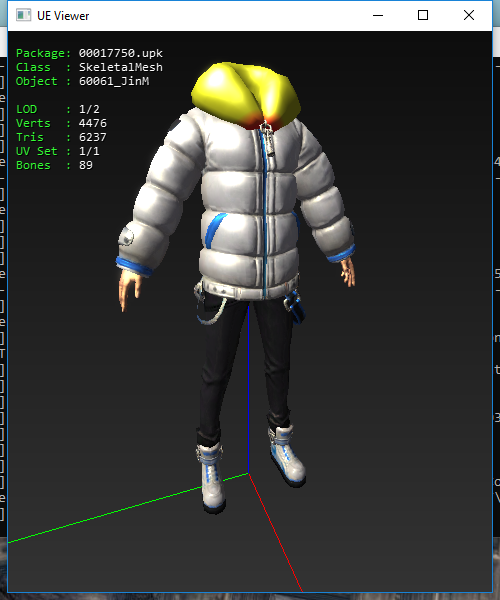 UE Viewer
Package: 00017750.upk
Class : SkeletalMesh
Object : 60061_JinM
LOD : 1/2
Verts : 4476
Tris : 6237
UV Set : 1/1
Bones : 89